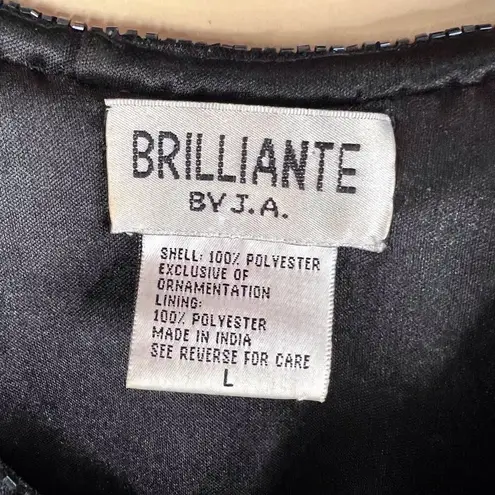 BRILLIANTE
BY J.A.
SHELL: 100% POLYESTER
EXCLUSIVE OF
ORNAMENTATION
LINING:
100% POLYESTER
MADE IN INDIA
SEE REVERSE FOR CARE
L